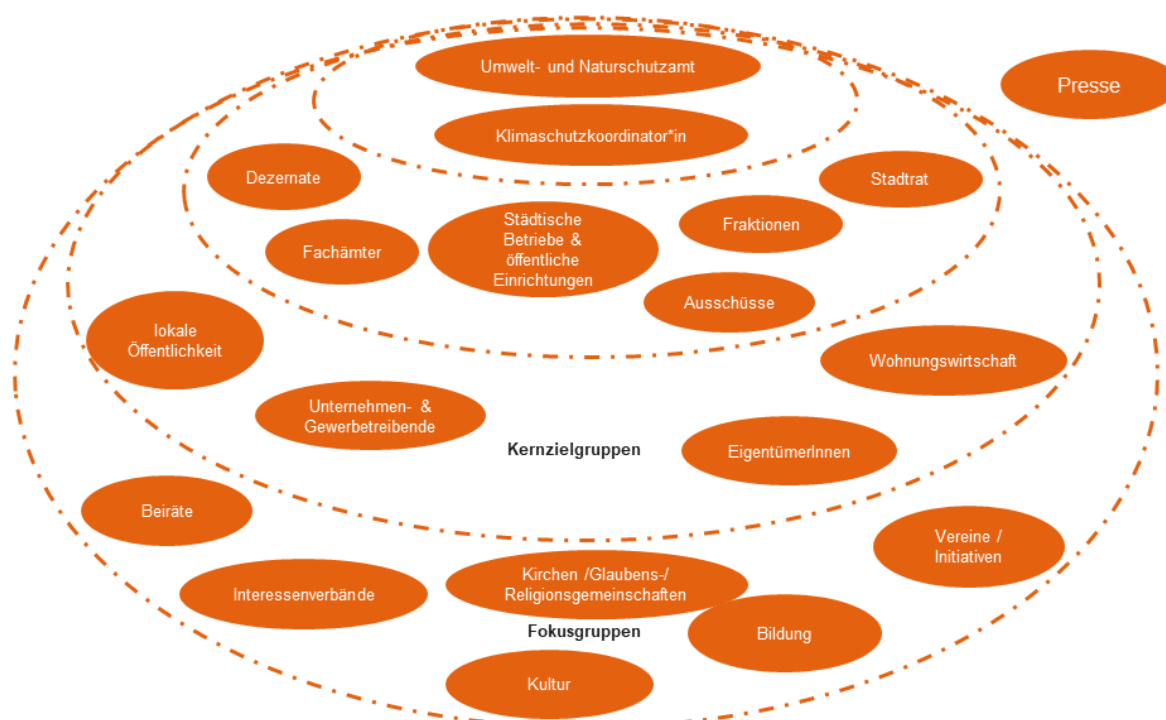 Umwelt- und Naturschutzamt
Presse
Klimaschutzkoordinator*in
Dezernate
Stadtrat
Städtische
Betriebe &
öffentliche
Einrichtungen
Fraktionen
Fachämter
Ausschüsse
lokale
Öffentlichkeit
Wohnungswirtschaft
Unternehmen- &
Gewerbetreibende
Kernzielgruppen
EigentümerInnen
Beiräte
Vereine /
Initiativen
Kirchen /Glaubens-/
Religionsgemeinschaften
Interessenverbände
Fokusgruppen
Bildung
Kultur